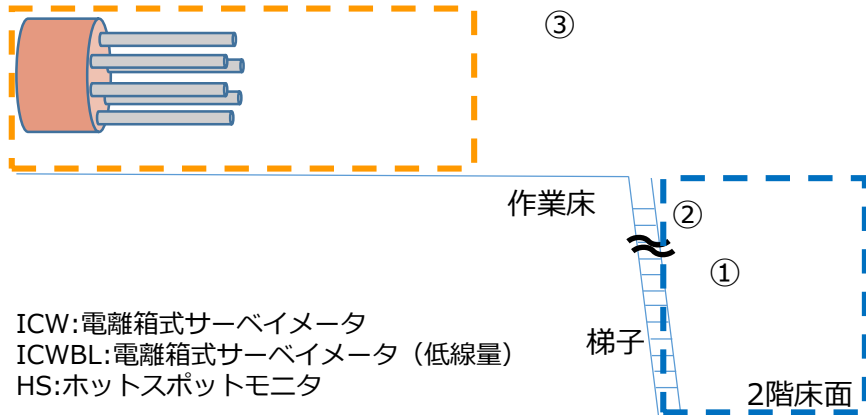 ③
作業床
②
①
ICW:電離箱式サーベイメータ
ICWBL:電離箱式サーベイメータ（低線量）
HS:ホットスポットモニタ
梯子
2階床面